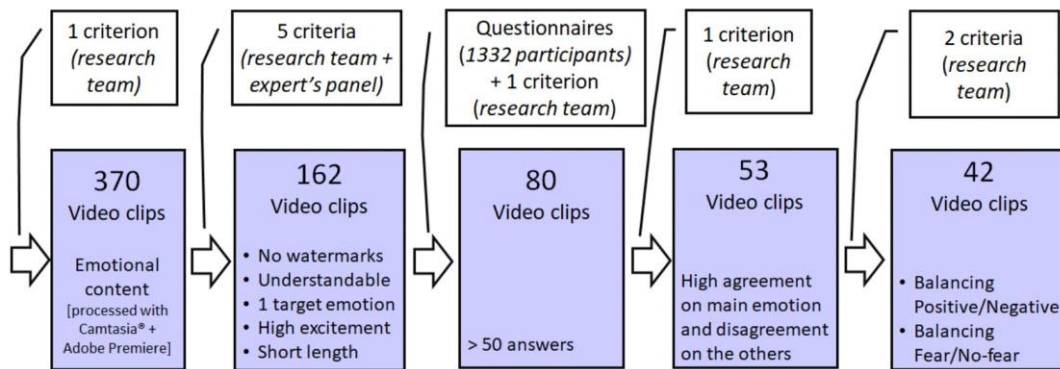 1 criterion
(research
team)
5 criteria
(research team +
expert's panel)
Questionnaires
(1332 participants)
+ 1 criterion
(research team)
1 criterion
(research
team)
2 criteria
(research
team)
370
Video clips
Emotional
content
[processed with
Camtasia® +
Adobe Premiere]
162
Video clips
• No watermarks
• Understandable
• 1 target emotion
• High excitement
• Short length
80
Video clips
> 50 answers
53
Video clips
High agreement
on main emotion
and disagreement
on the others
42
Video clips
• Balancing
Positive/Negative
• Balancing
Fear/No-fear